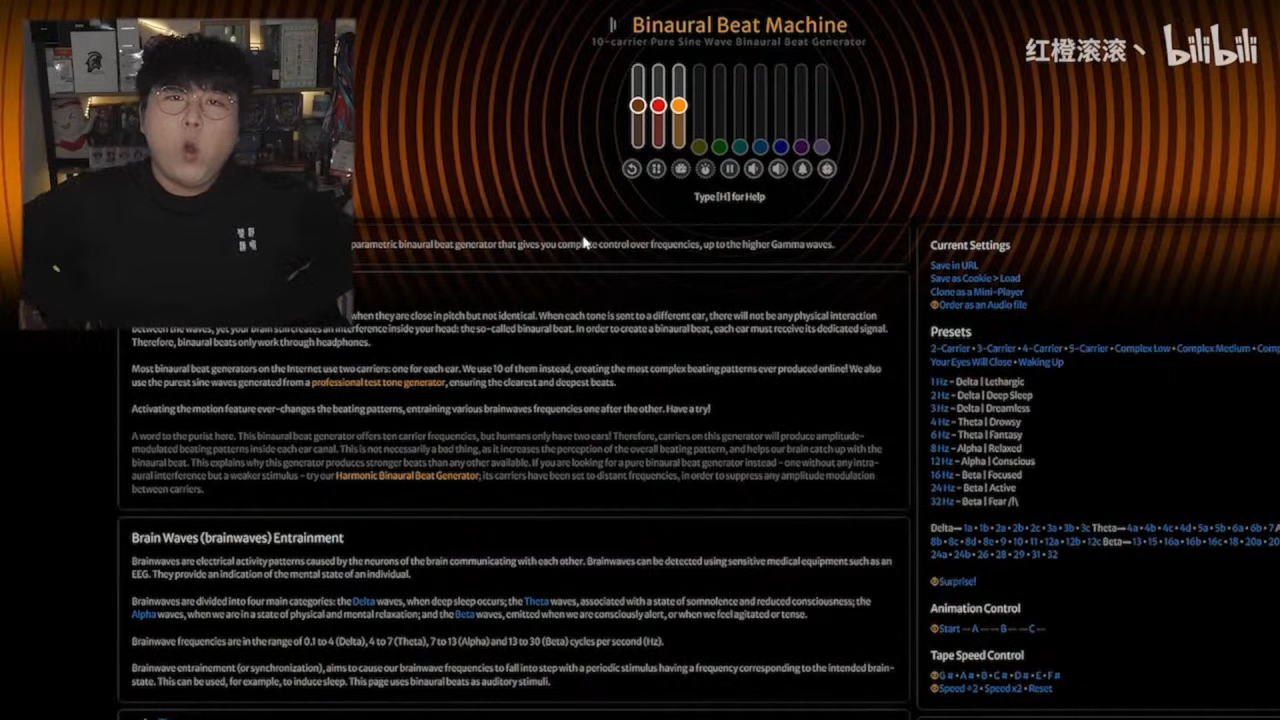 Binaural Beat Machine
10-carrier Pure Sine Wave Binaural Beat Generator
红橙滚滚丶 bilibili
Type [H] for Help
parametric binaural beat generator that gives you complete control over frequencies, up to the higher Gamma waves.
when they are close in pitch but not identical. When each tone is sent to a different ear, there will not be any physical interaction
between the waves, yet your brain still creates an interference inside your head: the so-called binaural beat. In order to create a binaural beat, each ear must receive its dedicated signal.
Therefore, binaural beats only work through headphones.
Most binaural beat generators on the Internet use two carriers: one for each ear. We use 10 of them instead, creating the most complex beating patterns ever produced online! We also
use the purest sine waves generated from a professional test tone generator, ensuring the clearest and deepest beats.
Activating the motion feature ever-changes the beating patterns, entraining various brainwaves frequencies one after the other. Have a try!
A word to the purist here. This binaural beat generator offers ten carrier frequencies, but humans only have two ears! Therefore, carriers on this generator will produce amplitude-
modulated beating patterns inside each ear canal. This is not necessarily a bad thing, as it increases the perception of the overall beating pattern, and helps our brain catch up with the
binaural beat. This explains why this generator produces stronger beats than any other available. If you are looking for a pure binaural beat generator instead - one without any intra-
aural interference but a weaker stimulus - try our Harmonic Binaural Beat Generator; its carriers have been set to distant frequencies, in order to suppress any amplitude modulation
between carriers.
Brain Waves (brainwaves) Entrainment
Brainwaves are electrical activity patterns caused by the neurons of the brain communicating with each other. Brainwaves can be detected using sensitive medical equipment such as an
EEG. They provide an indication of the mental state of an individual.
Brainwaves are divided into four main categories: the Delta waves, when deep sleep occurs; the Theta waves, associated with a state of somnolence and reduced consciousness; the
Alpha waves, when we are in a state of physical and mental relaxation; and the Beta waves, emitted when we are consciously alert, or when we feel agitated or tense.
Brainwave frequencies are in the range of 0.1 to 4 (Delta), 4 to 7 (Theta), 7 to 13 (Alpha) and 13 to 30 (Beta) cycles per second (Hz).
Brainwave entrainement (or synchronization), aims to cause our brainwave frequencies to fall into step with a periodic stimulus having a frequency corresponding to the intended brain-
state. This can be used, for example, to induce sleep. This page uses binaural beats as auditory stimuli.
Current Settings
Save in URL
Save as Cookie > Load
Clone as a Mini-Player
Order as an Audio file
Presets
2-Carrier • 3-Carrier • 4-Carrier • 5-Carrier • Complex Low • Complex Medium • Comp
Your Eyes Will Close • Waking Up
1 Hz - Delta | Lethargic
2 Hz - Delta | Deep Sleep
3 Hz - Delta | Dreamless
4 Hz - Theta | Drowsy
6 Hz - Theta | Fantasy
8 Hz - Alpha | Relaxed
12 Hz - Alpha | Conscious
16 Hz - Beta | Focused
24 Hz - Beta | Active
32 Hz - Beta | Fear /!\
Delta— 1a • 1b • 2a • 2b • 2c • 3a • 3b • 3c Theta— 4a • 4b • 4c • 4d • 5a • 5b • 6a • 6b • 7 A
8b • 8c • 8d • 8e • 9 • 10 • 11 • 12a • 12b • 12c Beta— 13 • 15 • 16a • 16b • 16c • 18 • 20a • 20
24a • 24b • 26 • 28 • 29 • 31 • 32
Surprise!
Animation Control
Start — A — — B — — C —
Tape Speed Control
G# • A# • B • C# • D# • E • F#
Speed ÷2 • Speed x2 • Reset